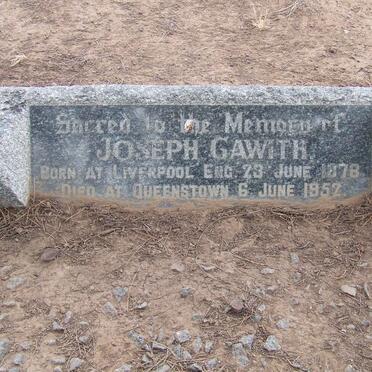 Sacred to the Memory of
JOSEPH GAWITH
BORN AT LIVERPOOL ENG. 23 JUNE 1878
DIED AT QUEENSTOWN 6. JUNE 1952